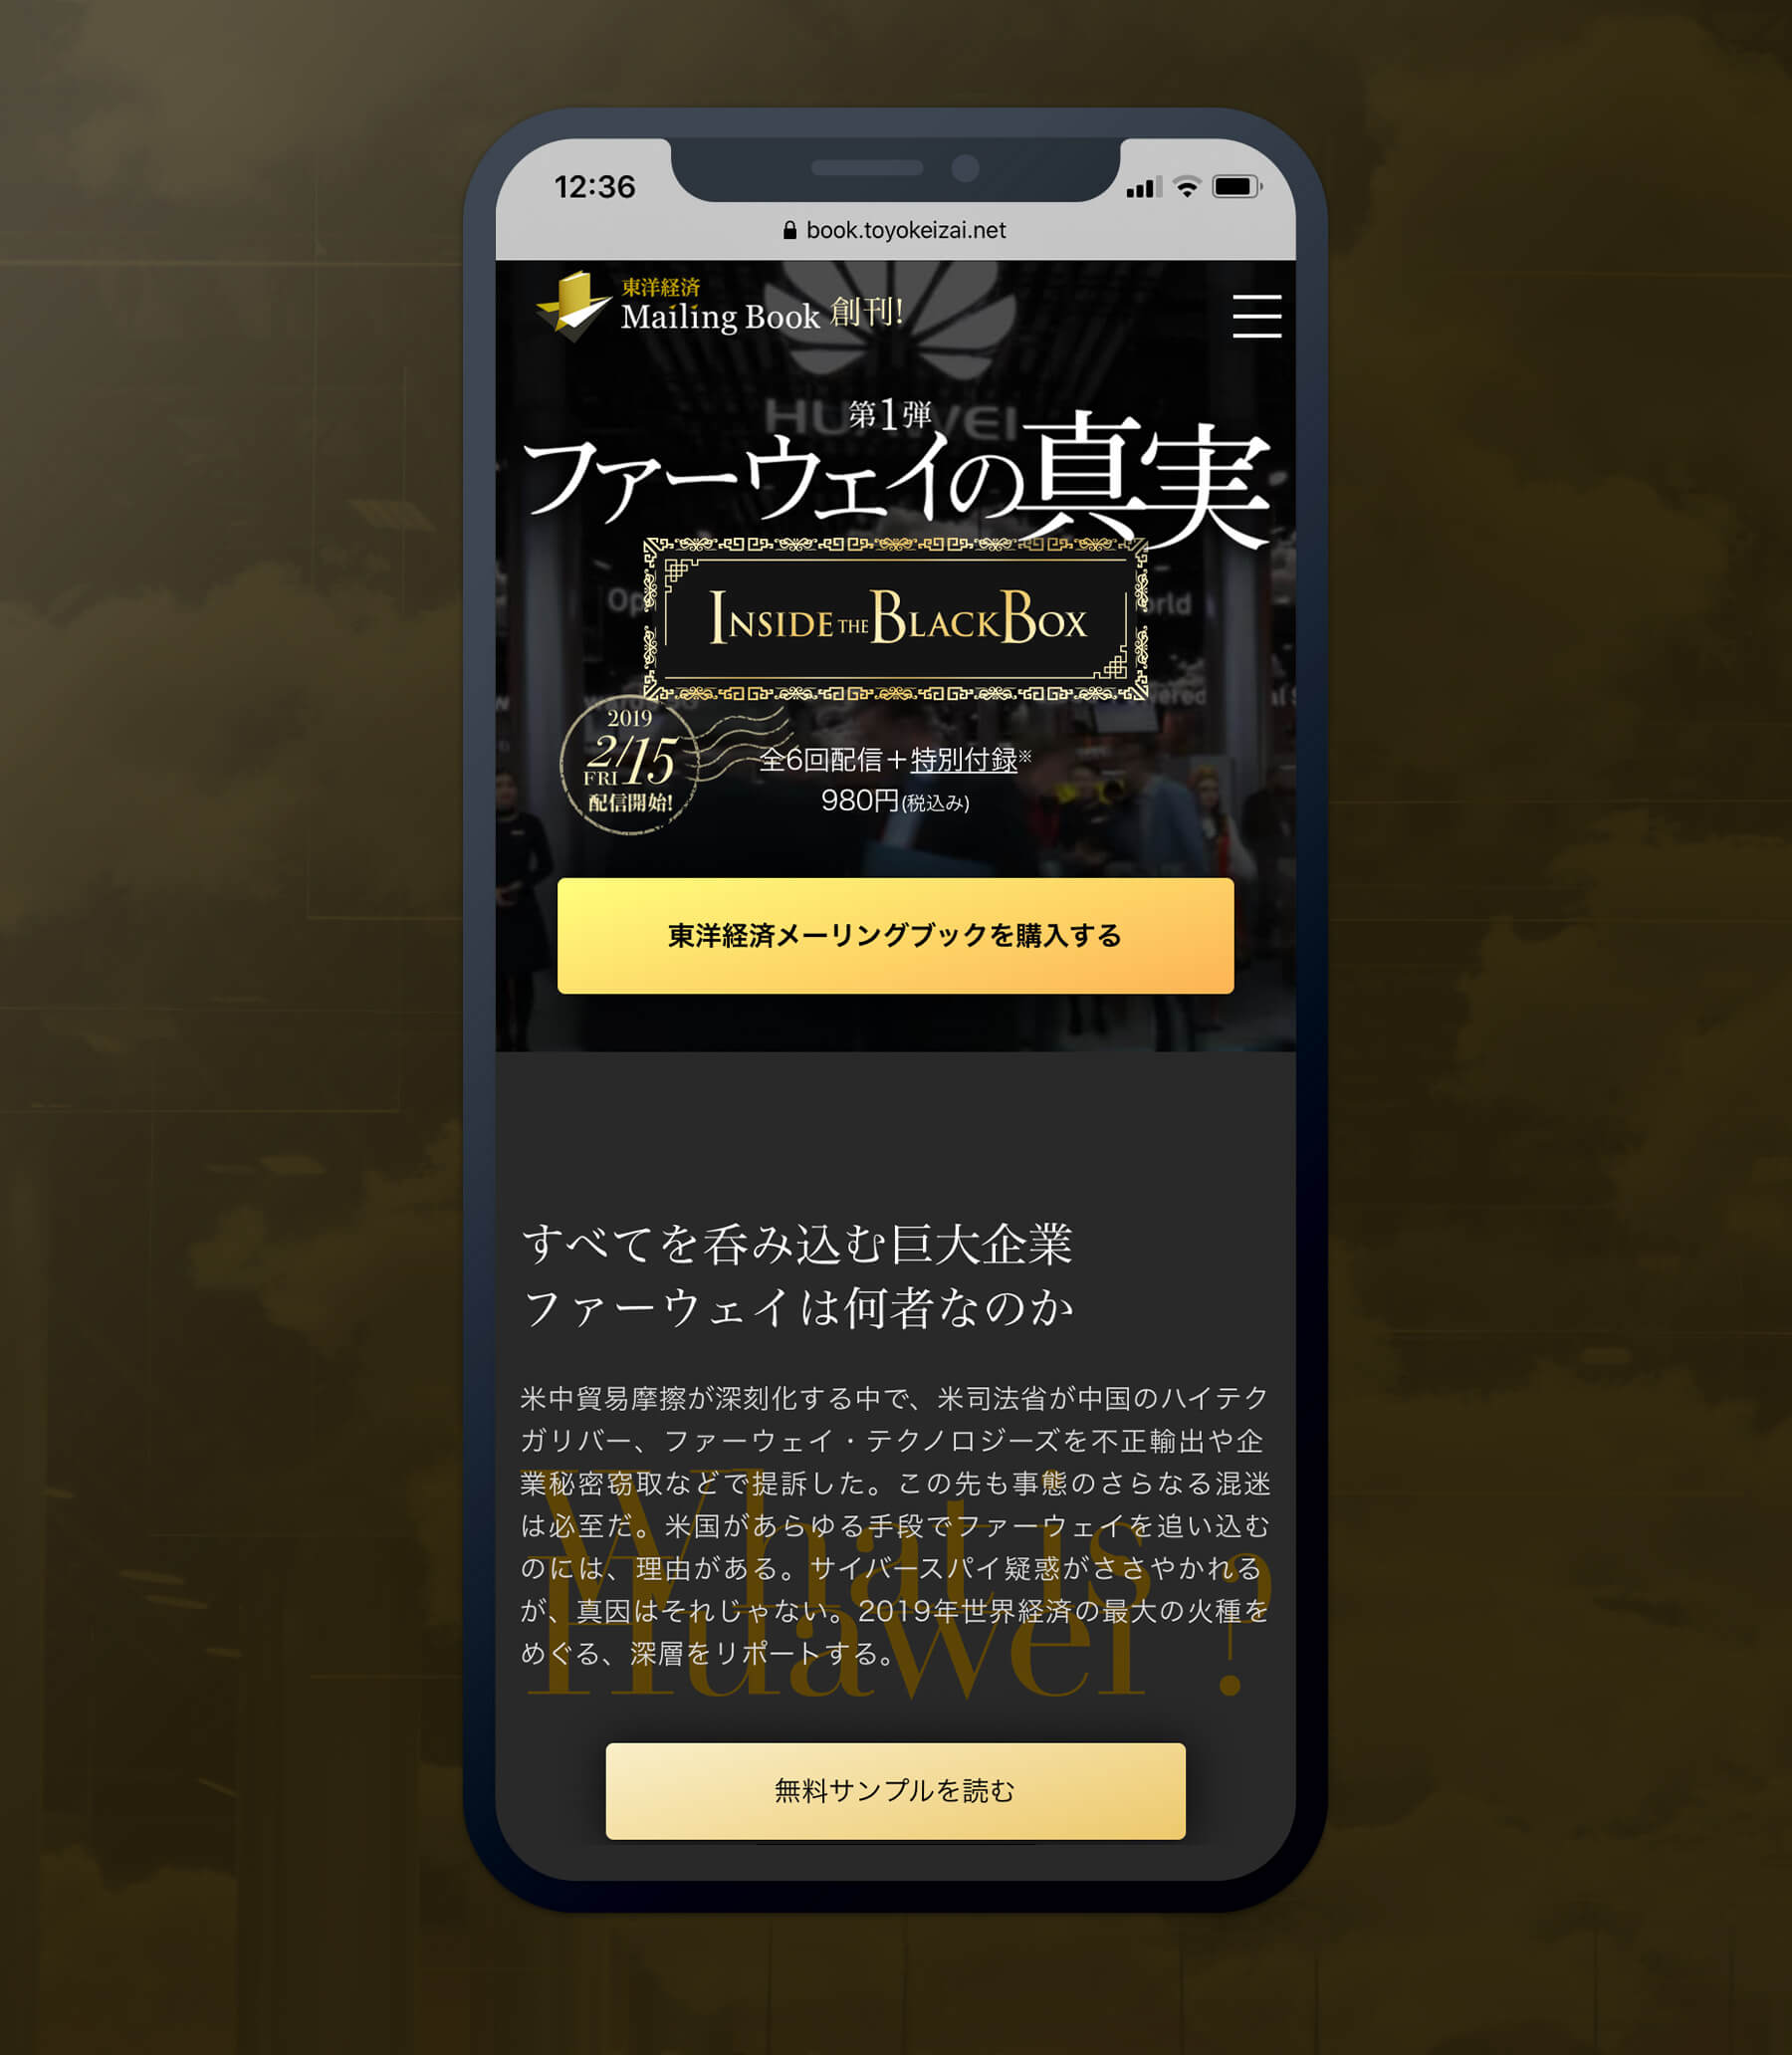 12:36
book.toyokeizai.net
東洋経済
Mailing Book 創刊!
HUAWEI
第1弾
ファーウェイの真実
INSIDE THE BLACK BOX
2019
2/15
FRI
配信開始!
全6回配信＋特別付録※
980円(税込み)
東洋経済メーリングブックを購入する
すべてを呑み込む巨大企業
ファーウェイは何者なのか
米中貿易摩擦が深刻化する中で、米司法省が中国のハイテク
ガリバー、ファーウェイ・テクノロジーズを不正輸出や企
業秘密窃取などで提訴した。この先も事態のさらなる混迷
は必至だ。米国があらゆる手段でファーウェイを追い込む
のには、理由がある。サイバースパイ疑惑がささやかれる
が、真因はそれじゃない。2019年世界経済の最大の火種を
めぐる、深層をリポートする。
What is
Huawei ?
無料サンプルを読む